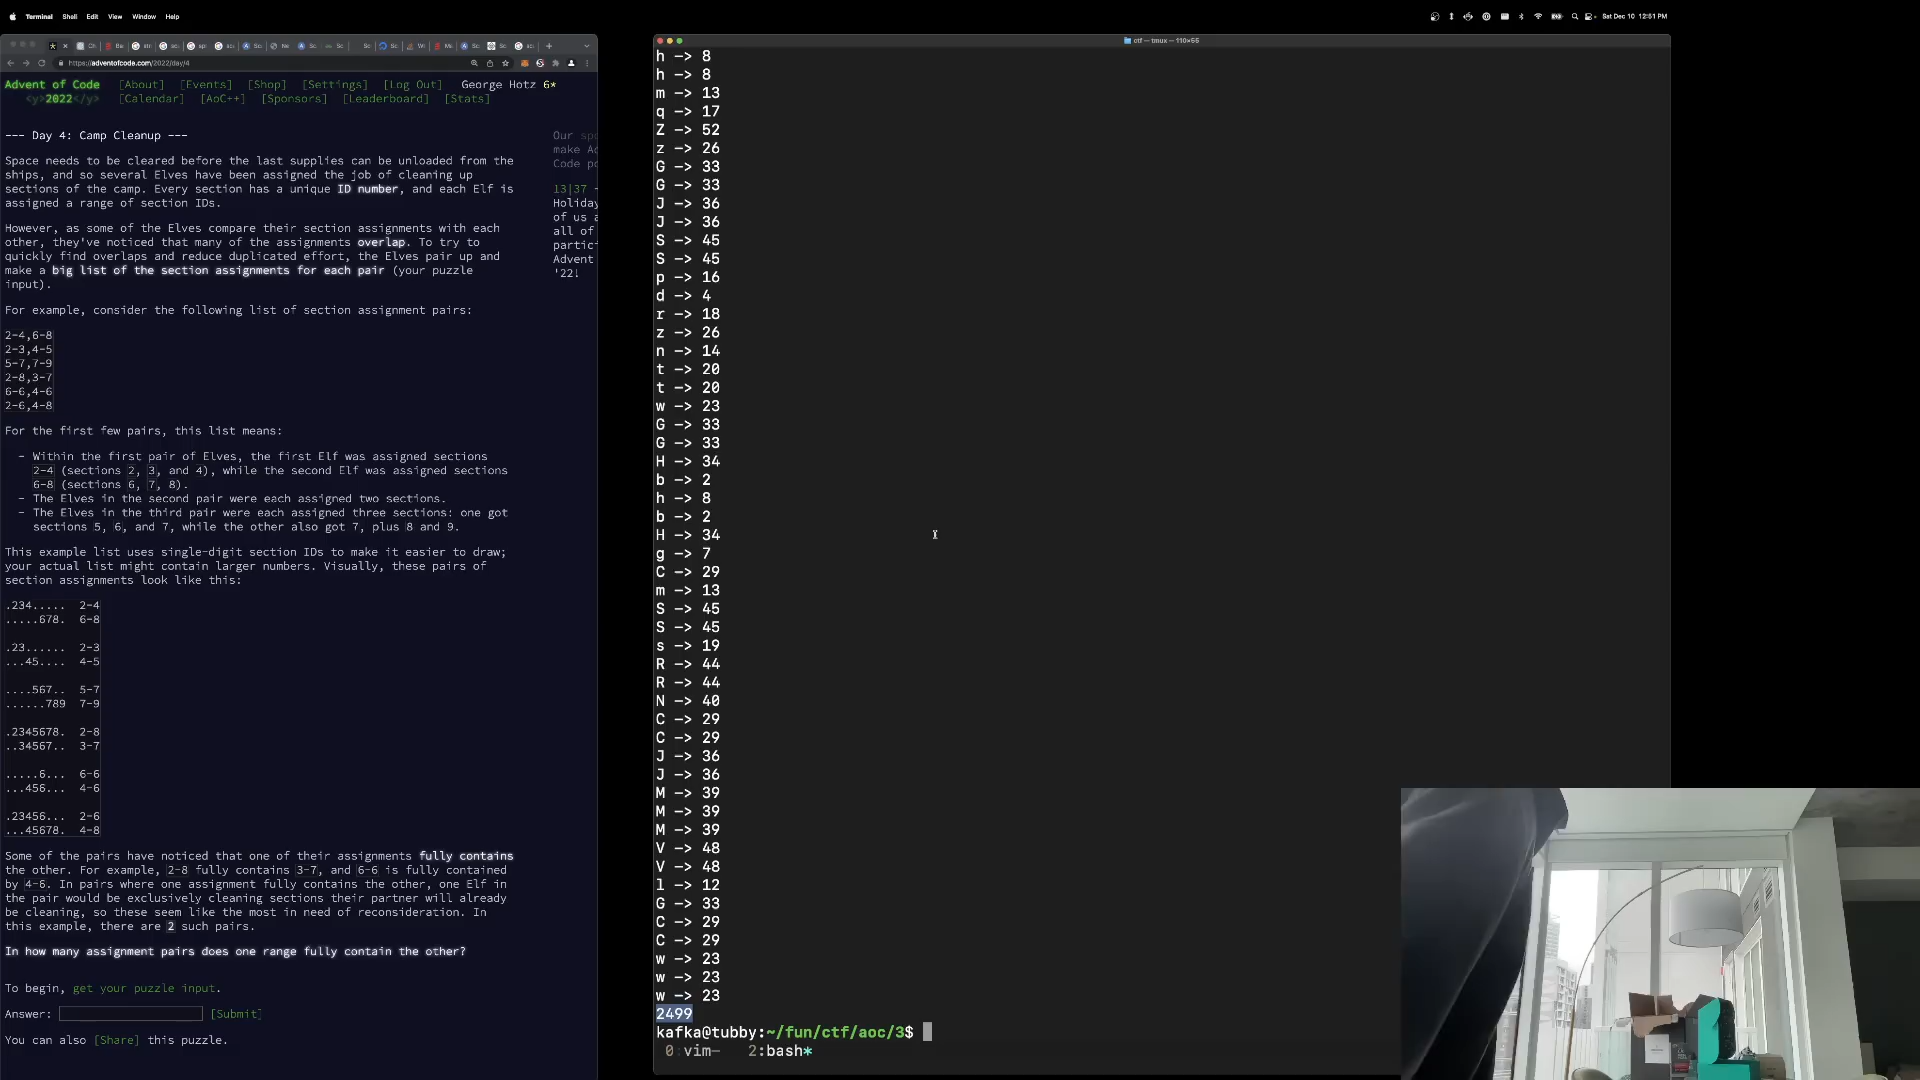 Terminal Shell Edit View Window Help
Sat Dec 10 12:51 PM
https://adventofcode.com/2022/day/4
Advent of Code [About] [Events] [Shop] [Settings] [Log Out] George Hotz 6*
<y>2022</y> [Calendar] [AoC++] [Sponsors] [Leaderboard] [Stats]
--- Day 4: Camp Cleanup ---
Space needs to be cleared before the last supplies can be unloaded from the
ships, and so several Elves have been assigned the job of cleaning up
sections of the camp. Every section has a unique ID number, and each Elf is
assigned a range of section IDs.
However, as some of the Elves compare their section assignments with each
other, they've noticed that many of the assignments overlap. To try to
quickly find overlaps and reduce duplicated effort, the Elves pair up and
make a big list of the section assignments for each pair (your puzzle
input).
For example, consider the following list of section assignment pairs:
2-4,6-8
2-3,4-5
5-7,7-9
2-8,3-7
6-6,4-6
2-6,4-8
For the first few pairs, this list means:
- Within the first pair of Elves, the first Elf was assigned sections
2-4 (sections 2, 3, and 4), while the second Elf was assigned sections
6-8 (sections 6, 7, 8).
- The Elves in the second pair were each assigned two sections.
- The Elves in the third pair were each assigned three sections: one got
sections 5, 6, and 7, while the other also got 7, plus 8 and 9.
This example list uses single-digit section IDs to make it easier to draw;
your actual list might contain larger numbers. Visually, these pairs of
section assignments look like this:
.234..... 2-4
.....678. 6-8
.23...... 2-3
...45.... 4-5
....567.. 5-7
......789 7-9
.2345678. 2-8
..34567.. 3-7
.....6... 6-6
...456... 4-6
.23456... 2-6
...45678. 4-8
Some of the pairs have noticed that one of their assignments fully contains
the other. For example, 2-8 fully contains 3-7, and 6-6 is fully contained
by 4-6. In pairs where one assignment fully contains the other, one Elf in
the pair would be exclusively cleaning sections their partner will already
be cleaning, so these seem like the most in need of reconsideration. In
this example, there are 2 such pairs.
In how many assignment pairs does one range fully contain the other?
To begin, get your puzzle input.
Answer: [Submit]
You can also [Share] this puzzle.
Our
make
Code
13|37
Holiday
of us
all of
Advent
'22!
ctf — tmux — 110×55
h -> 8
h -> 8
m -> 13
q -> 17
Z -> 52
z -> 26
G -> 33
G -> 33
J -> 36
J -> 36
S -> 45
S -> 45
p -> 16
d -> 4
r -> 18
z -> 26
n -> 14
t -> 20
t -> 20
w -> 23
G -> 33
G -> 33
H -> 34
b -> 2
h -> 8
b -> 2
H -> 34
g -> 7
C -> 29
m -> 13
S -> 45
S -> 45
s -> 19
R -> 44
R -> 44
N -> 40
C -> 29
C -> 29
J -> 36
J -> 36
M -> 39
M -> 39
M -> 39
V -> 48
V -> 48
l -> 12
G -> 33
C -> 29
C -> 29
w -> 23
w -> 23
w -> 23
2499
kafka@tubby:~/fun/ctf/aoc/3$
0:vim- 2:bash*